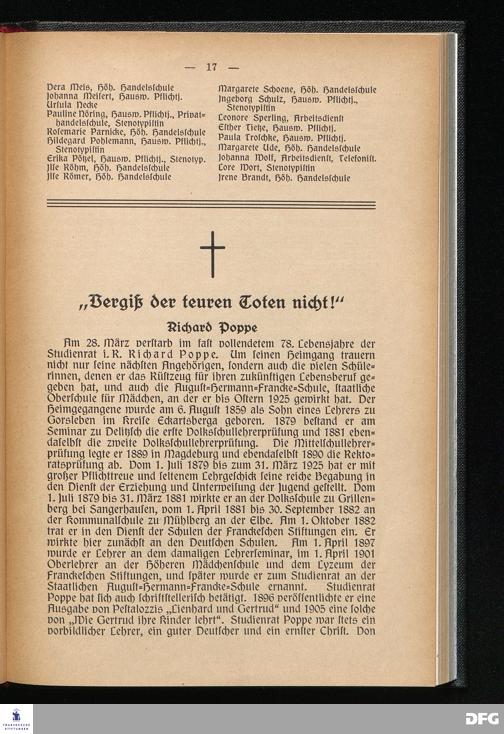 — 17 —
Vera Meis, Höh. Handelsschule
Johanna Meisert, Hausw. Pflichtj.
Ursula Necke
Pauline Nöring, Hausw. Pflichtj., Privat-
handelsschule, Stenotypistin
Rosemarie Parnicke, Höh. Handelsschule
Hildegard Pohlemann, Hausw. Pflichtj.,
Stenotypistin
Erika Pötzel, Hausw. Pflichtj., Stenotyp.
Ilse Röhm, Höh. Handelsschule
Ilse Römer, Höh. Handelsschule
Margarete Schoene, Höh. Handelsschule
Ingeborg Schulz, Hausw. Pflichtj.,
Stenotypistin
Leonore Sperling, Arbeitsdienst
Esther Tietze, Hausw. Pflichtj.
Paula Troschke, Hausw. Pflichtj.
Margarete Ude, Höh. Handelsschule
Johanna Wolf, Arbeitsdienst, Telefonist.
Lore Wort, Stenotypistin
Irene Brandt, Höh. Handelsschule
„Vergiß der teuren Toten nicht!“
Richard Poppe
Am 28. März verstarb im fast vollendetem 78. Lebensjahre der
Studienrat i. R. Richard Poppe. Um seinen Heimgang trauern
nicht nur seine nächsten Angehörigen, sondern auch die vielen Schüle-
rinnen, denen er das Rüstzeug für ihren zukünftigen Lebensberuf ge-
geben hat, und auch die August-Hermann-Francke-Schule, staatliche
Oberschule für Mädchen, an der er bis Ostern 1925 gewirkt hat. Der
Heimgegangene wurde am 6. August 1859 als Sohn eines Lehrers zu
Gorsleben im Kreise Eckartsberga geboren. 1879 bestand er am
Seminar zu Delitzsch die erste Volksschullehrerprüfung und 1881 eben-
daselbst die zweite Volksschullehrerprüfung. Die Mittelschullehrer-
prüfung legte er 1889 in Magdeburg und ebendaselbst 1890 die Rekto-
ratsprüfung ab. Vom 1. Juli 1879 bis zum 31. März 1925 hat er mit
großer Pflichttreue und seltenem Lehrgeschick seine reiche Begabung in
den Dienst der Erziehung und Unterweisung der Jugend gestellt. Vom
1. Juli 1879 bis 31. März 1881 wirkte er an der Volksschule zu Grillen-
berg bei Sangerhausen, vom 1. April 1881 bis 30. September 1882 an
der Kommunalschule zu Mühlberg an der Elbe. Am 1. Oktober 1882
trat er in den Dienst der Schulen der Franckeschen Stiftungen ein. Er
wirkte hier zunächst an den Deutschen Schulen. Am 1. April 1897
wurde er Lehrer an dem damaligen Lehrerseminar, im 1. April 1901
Oberlehrer an der Höheren Mädchenschule und dem Lyzeum der
Franckeschen Stiftungen, und später wurde er zum Studienrat an der
Staatlichen August-Hermann-Francke-Schule ernannt. Studienrat
Poppe hat sich auch schriftstellerisch betätigt. 1896 veröffentlichte er eine
Ausgabe von Pestalozzis „Lienhard und Gertrud“ und 1905 eine solche
von „Wie Gertrud ihre Kinder lehrt“. Studienrat Poppe war stets ein
vorbildlicher Lehrer, ein guter Deutscher und ein ernster Christ. Von
FRANCKESCHE
STIFTUNGEN
DFG